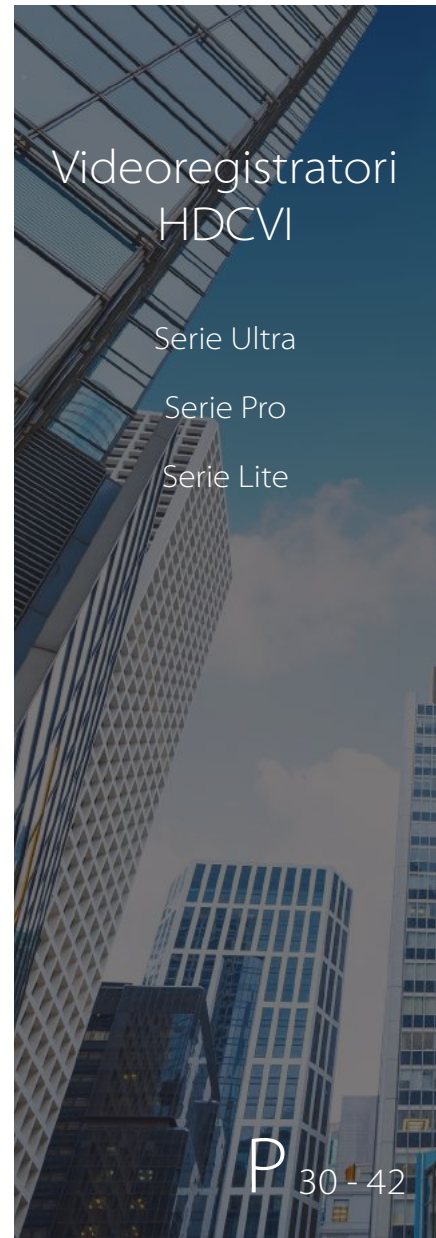 Videoregistratori
HDCVI
Serie Ultra
Serie Pro
Serie Lite
P 30 - 42